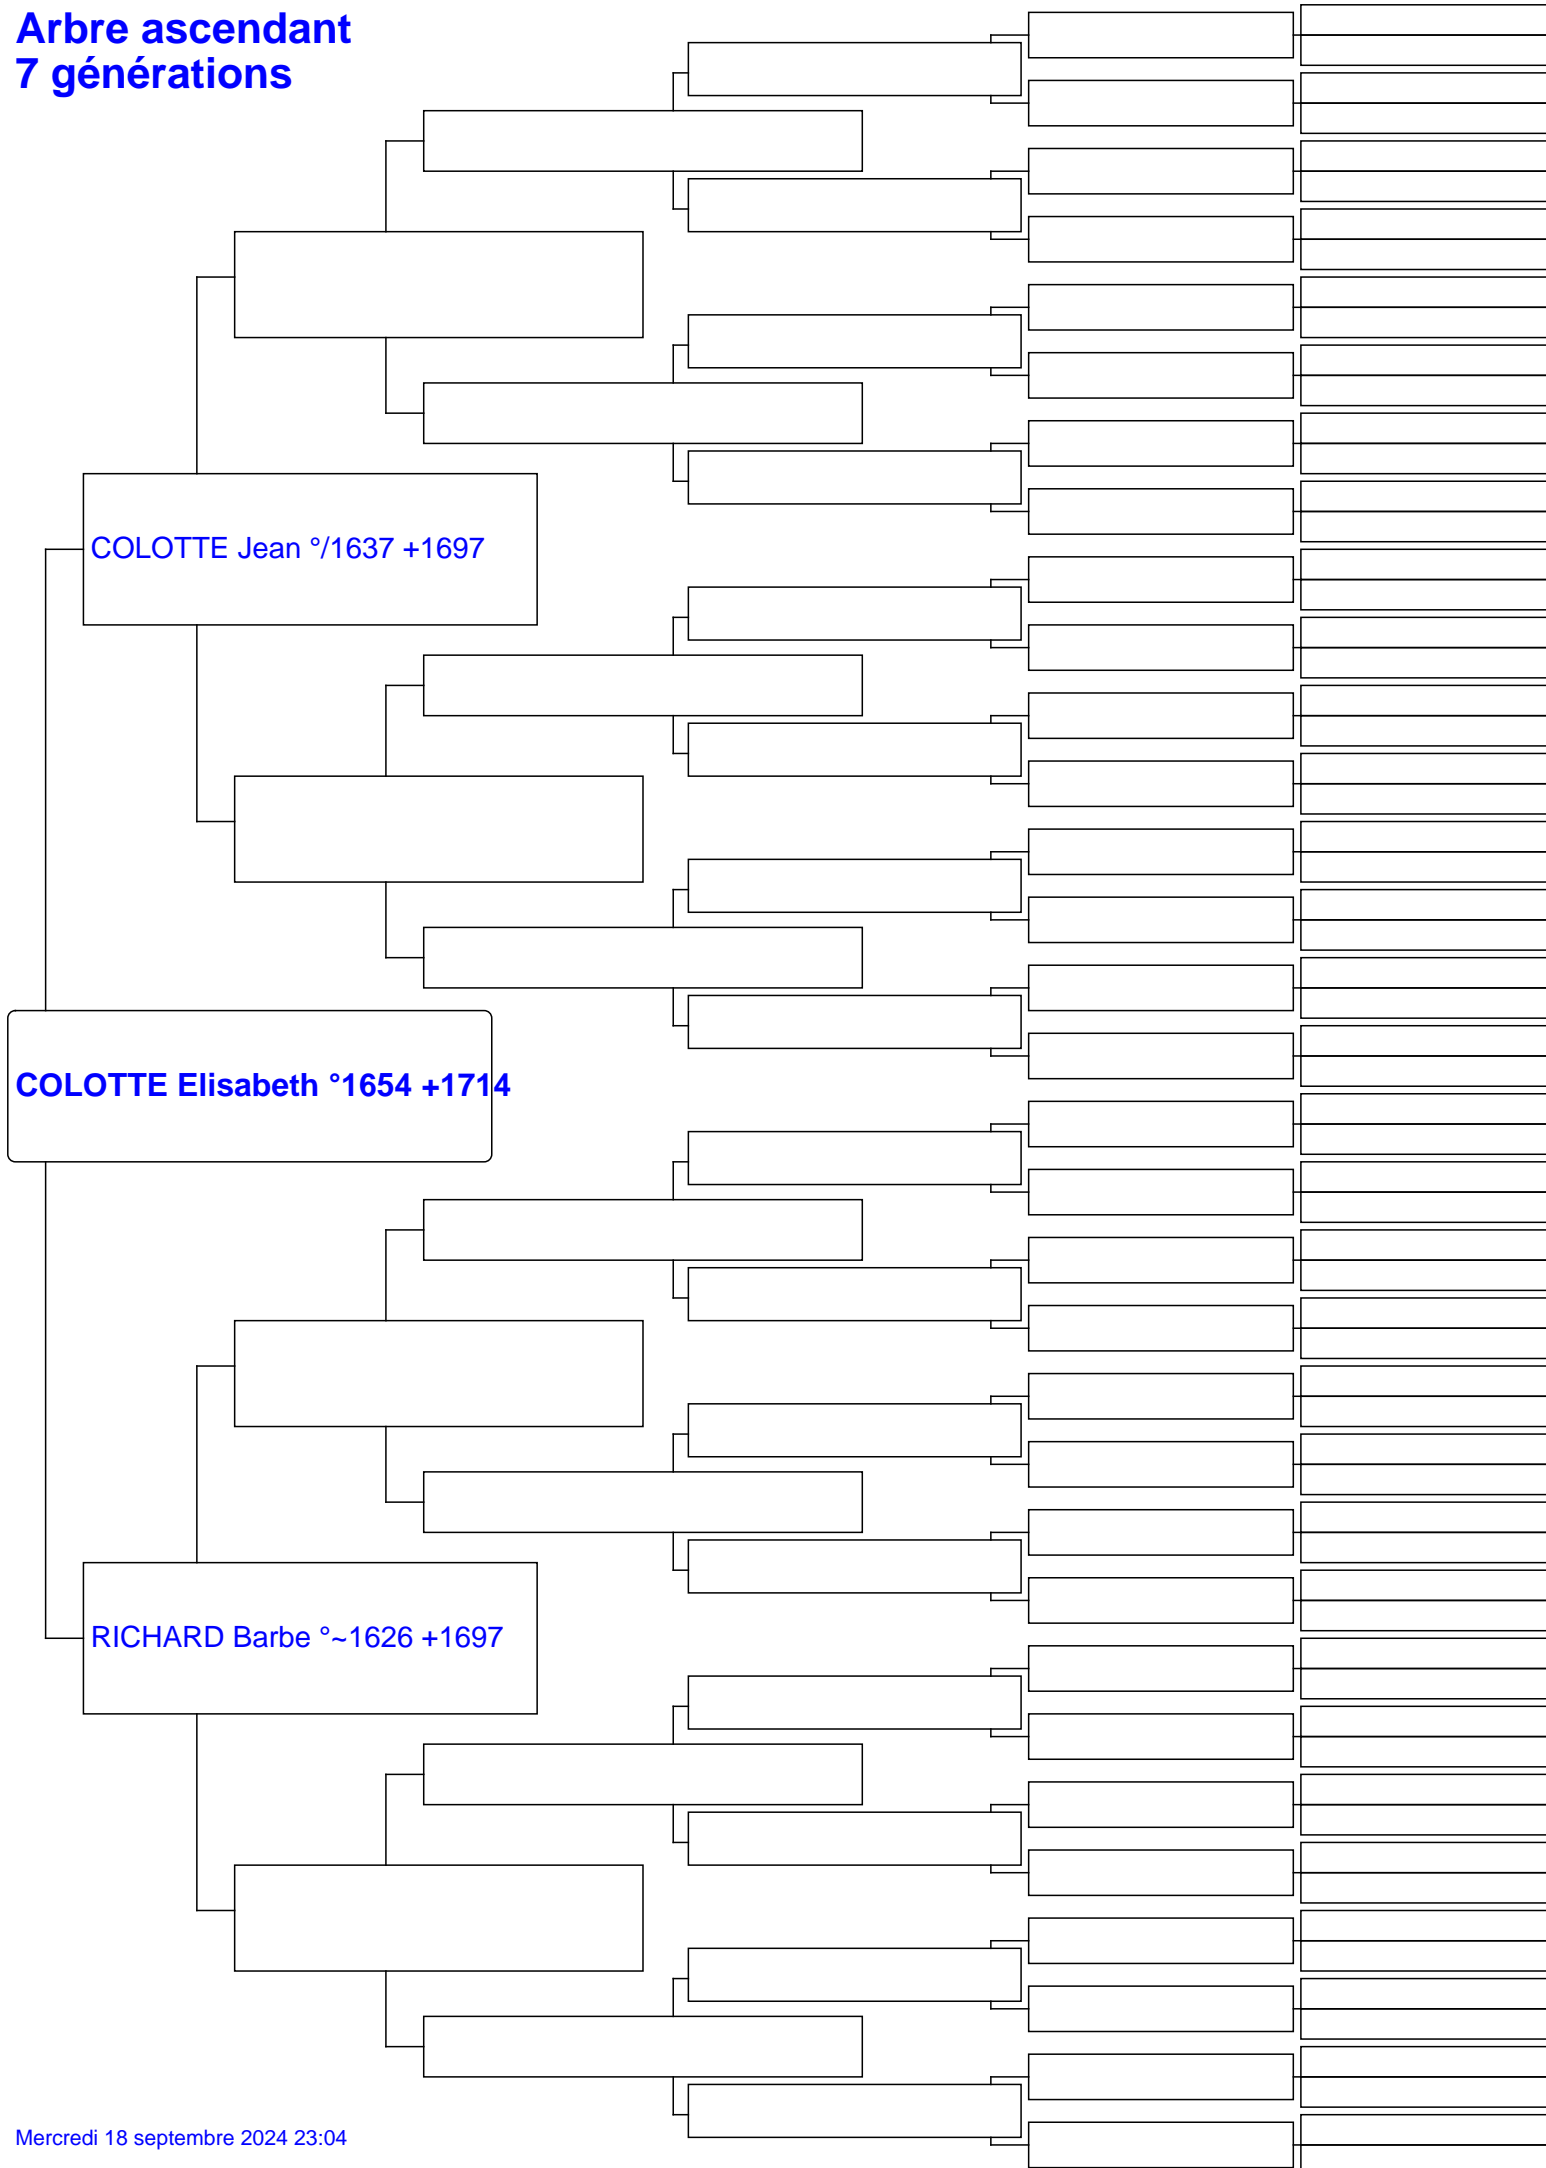 Arbre ascendant
7 générations
COLOTTE Jean °/1637 +1697
COLOTTE Elisabeth °1654 +1714
RICHARD Barbe °~1626 +1697
Mercredi 18 septembre 2024 23:04